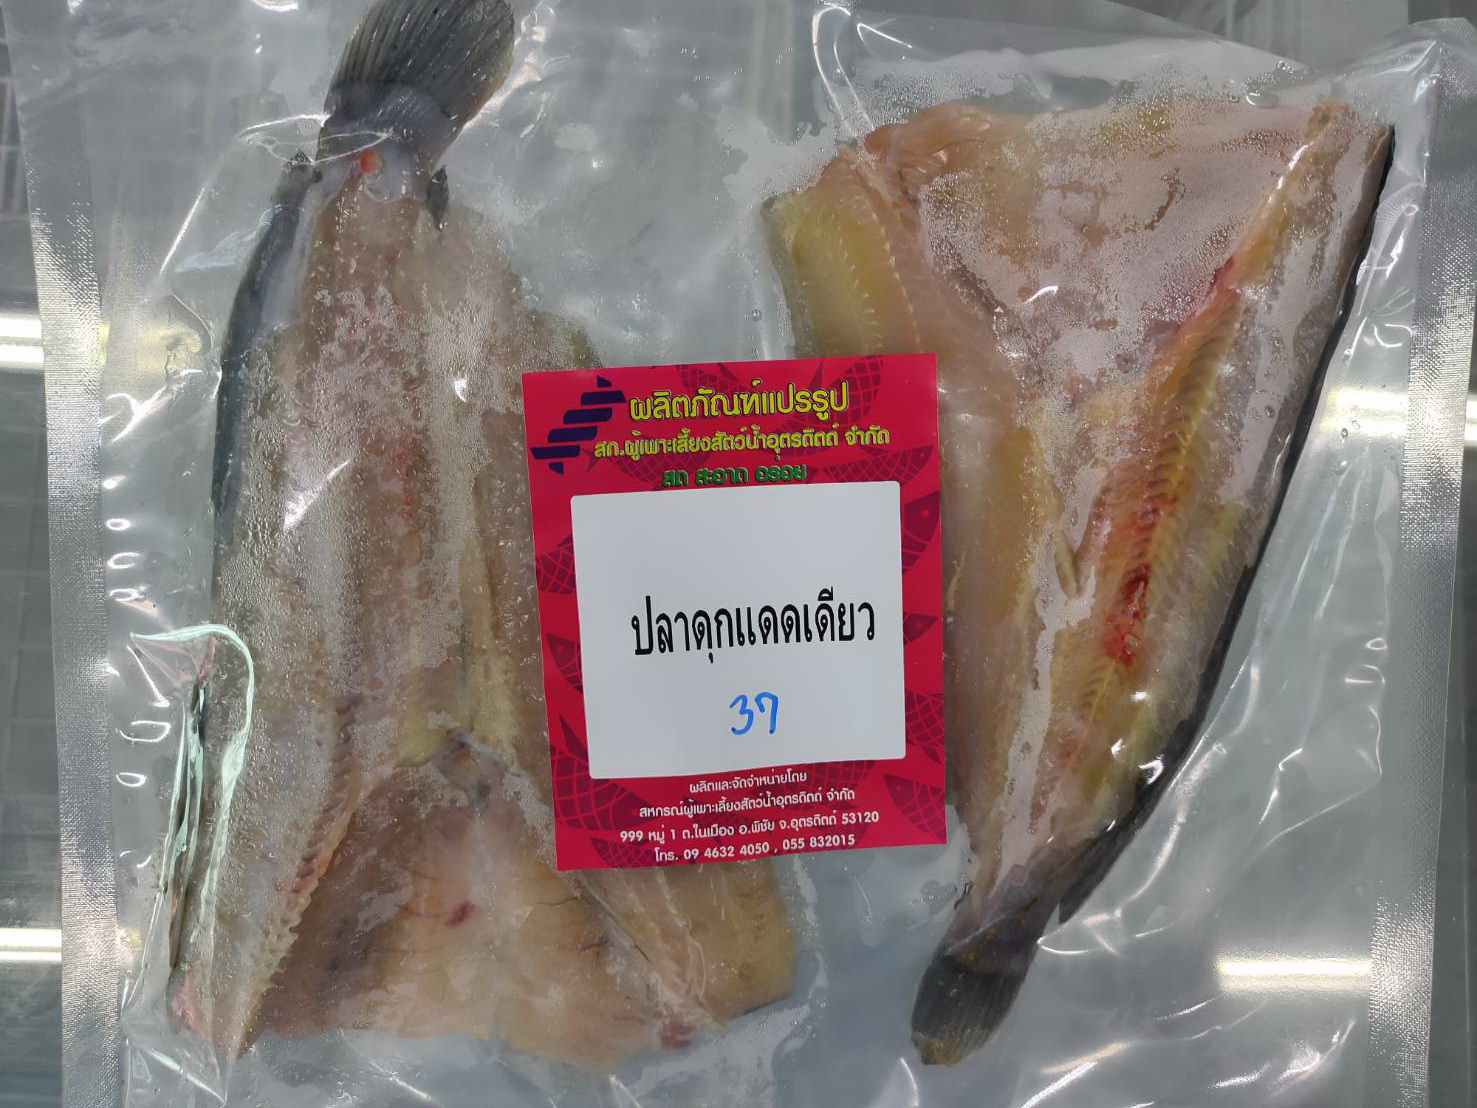 ผลิตภัณฑ์แปรรูป
สก.ผู้เพาะเลี้ยงสัตว์น้ำอุตรดิตถ์ จำกัด
สด สะอาด อร่อย
ปลาดุกแดดเดียว
37
ผลิตและจัดจำหน่ายโดย
สหกรณ์ผู้เพาะเลี้ยงสัตว์น้ำอุตรดิตถ์ จำกัด
999 หมู่ 1 ต.ในเมือง อ.พิชัย จ.อุตรดิตถ์ 53120
โทร. 09 4632 4050 , 055 832015